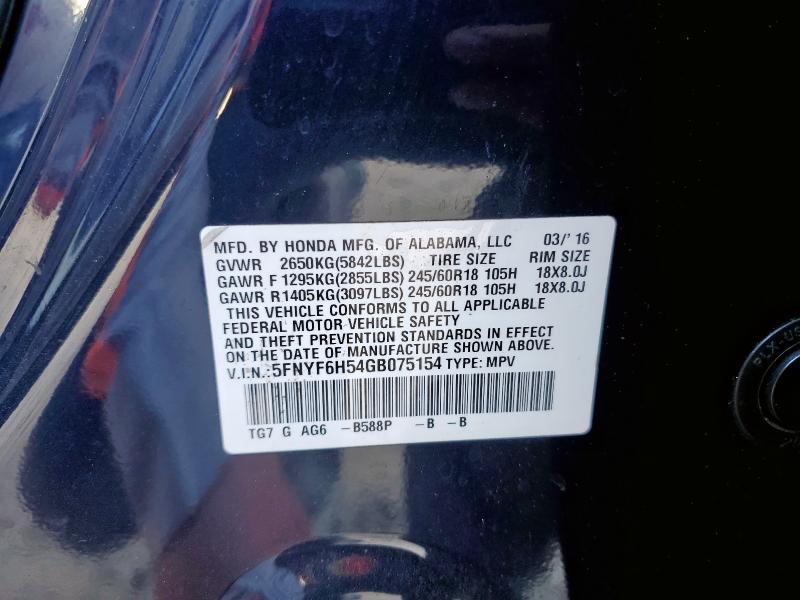 MFD. BY HONDA MFG. OF ALABAMA, LLC 03/'16
GVWR 2650KG(5842LBS) TIRE SIZE RIM SIZE
GAWR F 1295KG(2855LBS) 245/60R18 105H 18X8.0J
GAWR R1405KG(3097LBS) 245/60R18 105H 18X8.0J
THIS VEHICLE CONFORMS TO ALL APPLICABLE
FEDERAL MOTOR VEHICLE SAFETY
AND THEFT PREVENTION STANDARDS IN EFFECT
ON THE DATE OF MANUFACTURE SHOWN ABOVE.
V.I.N.:5FNYF6H54GB075154 TYPE: MPV
TG7 G AG6 -B588P -B -B